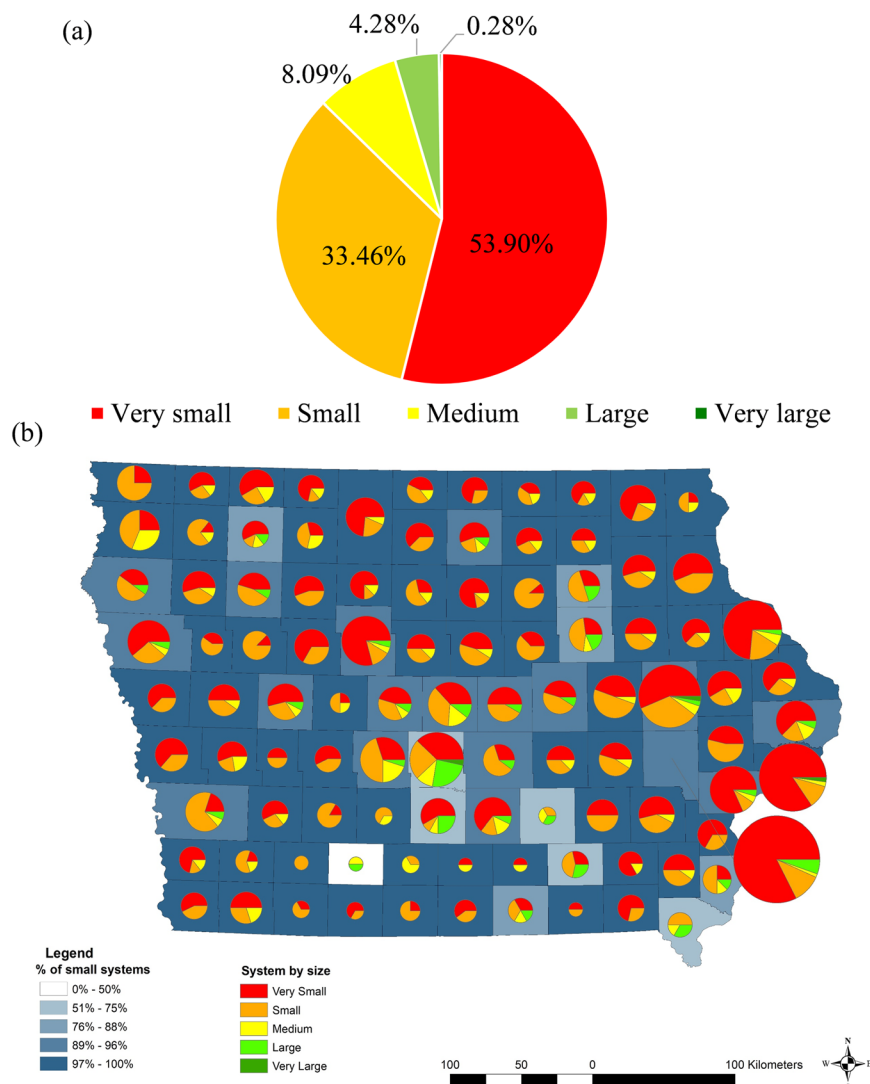 (a)
4.28%
0.28%
8.09%
33.46%
53.90%
Very small Small Medium Large Very large
(b)
Legend
% of small systems
0% - 50%
51% - 75%
76% - 88%
89% - 96%
97% - 100%
System by size
Very Small
Small
Medium
Large
Very Large
100 50 0 100 Kilometers
N
W E
S